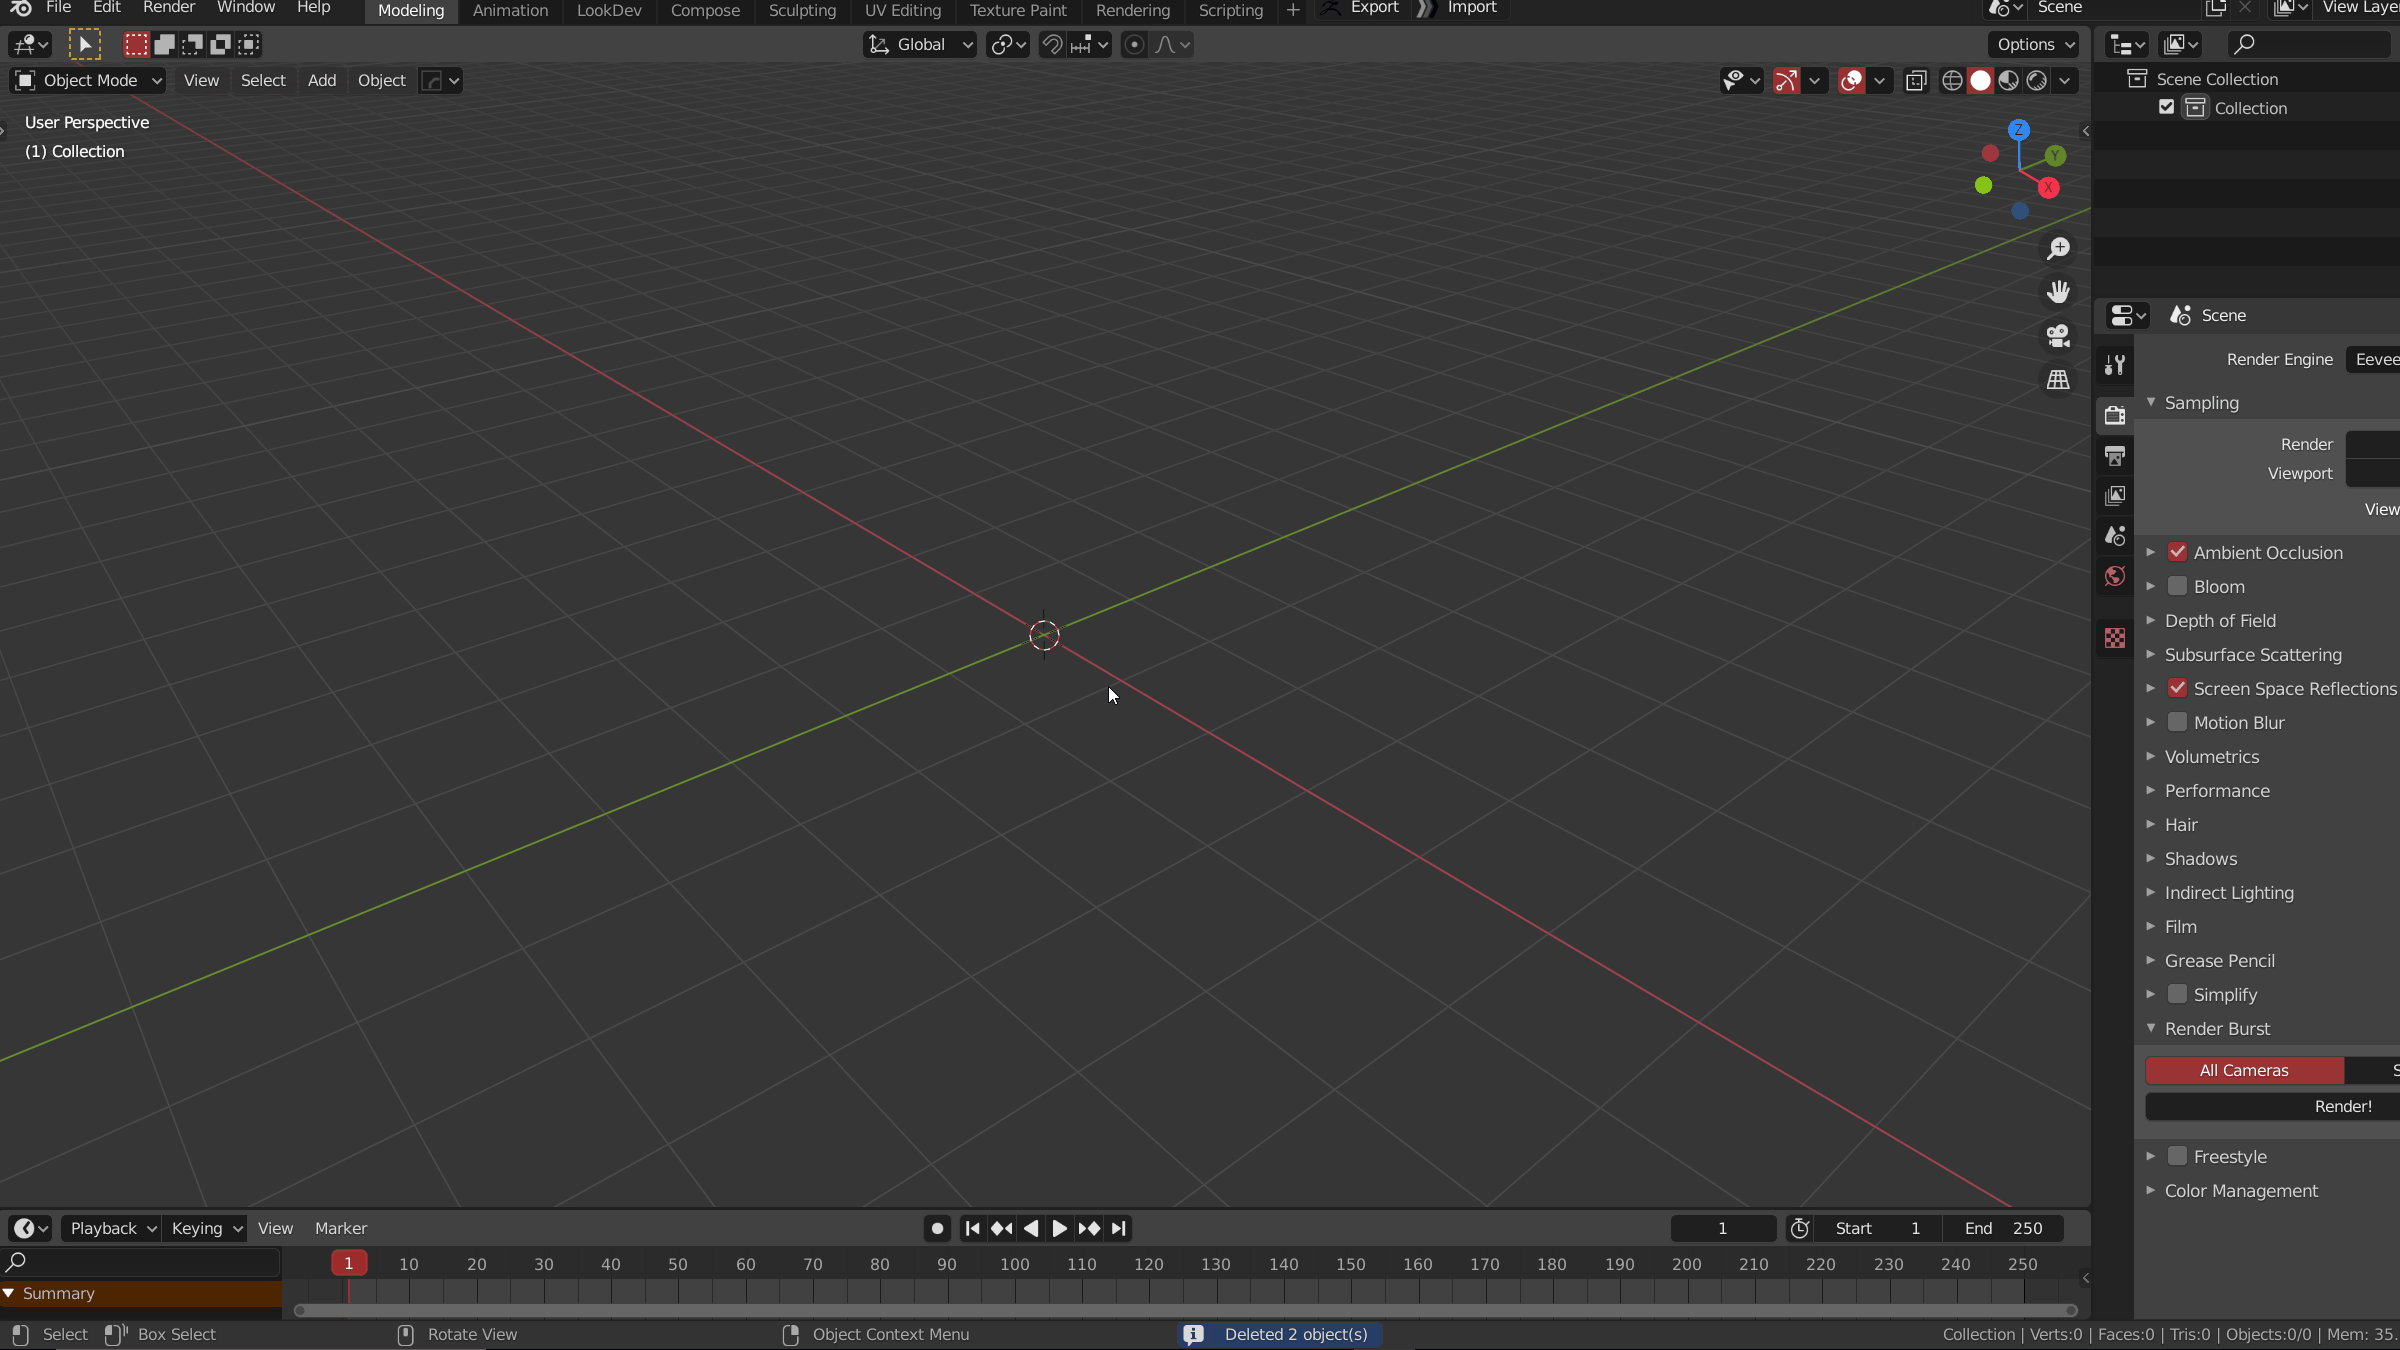 File Edit Render Window Help Modeling Animation LookDev Compose Sculpting UV Editing Texture Paint Rendering Scripting + Export Import Scene View Laye
Global Options
Object Mode View Select Add Object
User Perspective
(1) Collection
Z
Y
X
Scene Collection
Collection
Scene
Render Engine Eevee
Sampling
Render
Viewport
View
Ambient Occlusion
Bloom
Depth of Field
Subsurface Scattering
Screen Space Reflections
Motion Blur
Volumetrics
Performance
Hair
Shadows
Indirect Lighting
Film
Grease Pencil
Simplify
Render Burst
All Cameras S
Render!
Freestyle
Color Management
Playback Keying View Marker 1 Start 1 End 250
1 10 20 30 40 50 60 70 80 90 100 110 120 130 140 150 160 170 180 190 200 210 220 230 240 250
Summary
Select Box Select Rotate View Object Context Menu Deleted 2 object(s) Collection | Verts:0 | Faces:0 | Tris:0 | Objects:0/0 | Mem: 35.